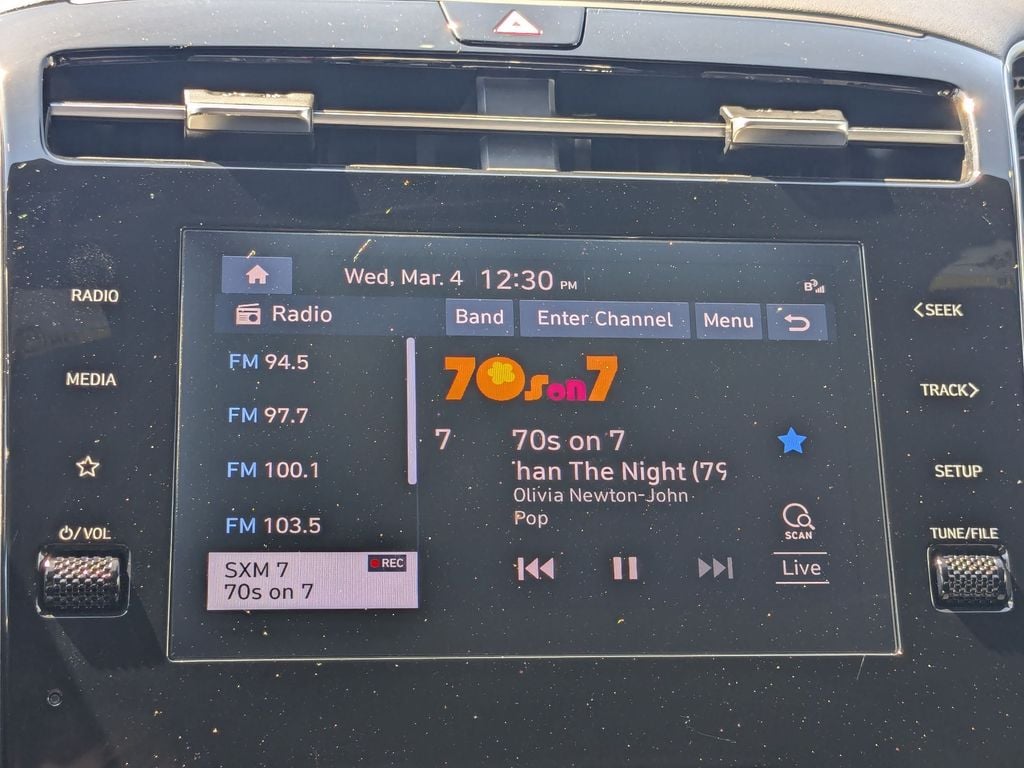 Wed, Mar. 4 12:30 PM
Radio
Band
Enter Channel
Menu
RADIO
MEDIA
/VOL
FM 94.5
FM 97.7
FM 100.1
FM 103.5
SXM 7
REC
70s on 7
70s on 7
7 70s on 7
han The Night (79
Olivia Newton-John
Pop
SCAN
Live
<SEEK
TRACK>
SETUP
TUNE/FILE